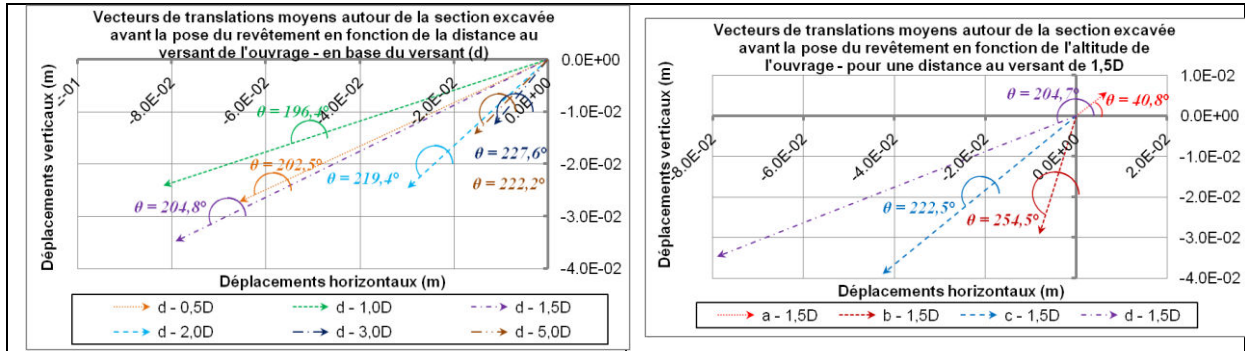 Vecteurs de translations moyens autour de la section excavée
avant la pose du revêtement en fonction de la distance au
versant de l'ouvrage - en base du versant (d)
-8.0E-02
-6.0E-02
-4.0E-02
-2.0E-02
0.0E+00
0.0E+00
-1.0E-02
-2.0E-02
-3.0E-02
-4.0E-02
θ = 196,4°
θ = 202,5°
θ = 204,8°
θ = 219,4°
θ = 227,6°
θ = 222,2°
Déplacements verticaux (m)
Déplacements horizontaux (m)
d - 0,5D
d - 1,0D
d - 1,5D
d - 2,0D
d - 3,0D
d - 5,0D
Vecteurs de translations moyens autour de la section excavée
avant la pose du revêtement en fonction de l'altitude de
l'ouvrage - pour une distance au versant de 1,5D
1.0E-02
0.0E+00
-1.0E-02
-2.0E-02
-3.0E-02
-4.0E-02
-8.0E-02
-6.0E-02
-4.0E-02
-2.0E-02
0.0E+00
2.0E-02
θ = 204,7°
θ = 40,8°
θ = 222,5°
θ = 254,5°
Déplacements verticaux (m)
Déplacements horizontaux (m)
a - 1,5D
b - 1,5D
c - 1,5D
d - 1,5D